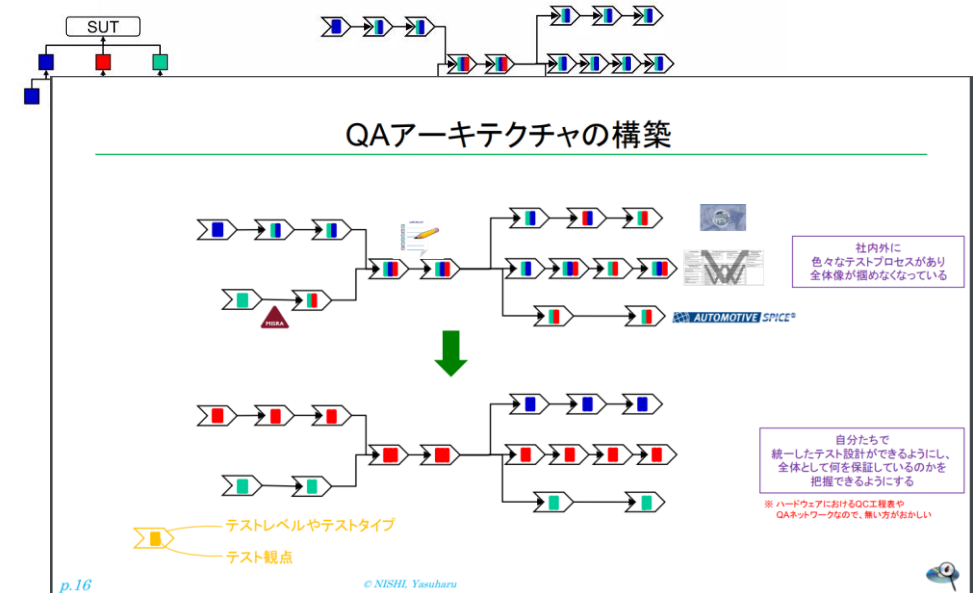 SUT
QAアーキテクチャの構築
社内外に
色々なテストプロセスがあり
全体像が掴めなくなっている
MISRA
AUTOMOTIVE SPICE®
自分たちで
統一したテスト設計ができるようにし、
全体として何を保証しているのかを
把握できるようにする
※ ハードウェアにおけるQC工程表や
QAネットワークなので、無い方がおかしい
テストレベルやテストタイプ
テスト観点
p.16
© NISHI, Yasuharu